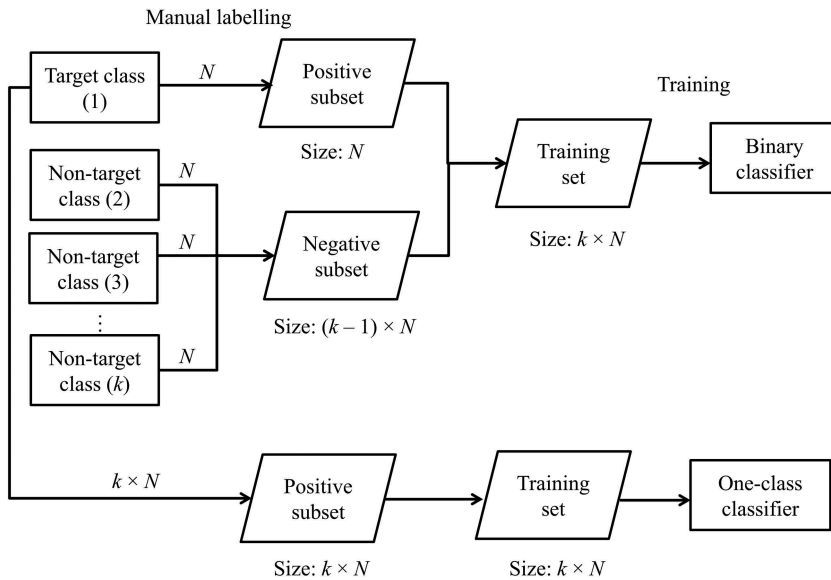 Manual labelling
Target class
(1)
N
Positive
subset
Size: N
Training
Non-target
class (2)
N
Training
set
Size: k × N
Binary
classifier
Non-target
class (3)
N
Negative
subset
Size: (k – 1) × N
⋮
Non-target
class (k)
N
k × N
Positive
subset
Size: k × N
Training
set
Size: k × N
One-class
classifier